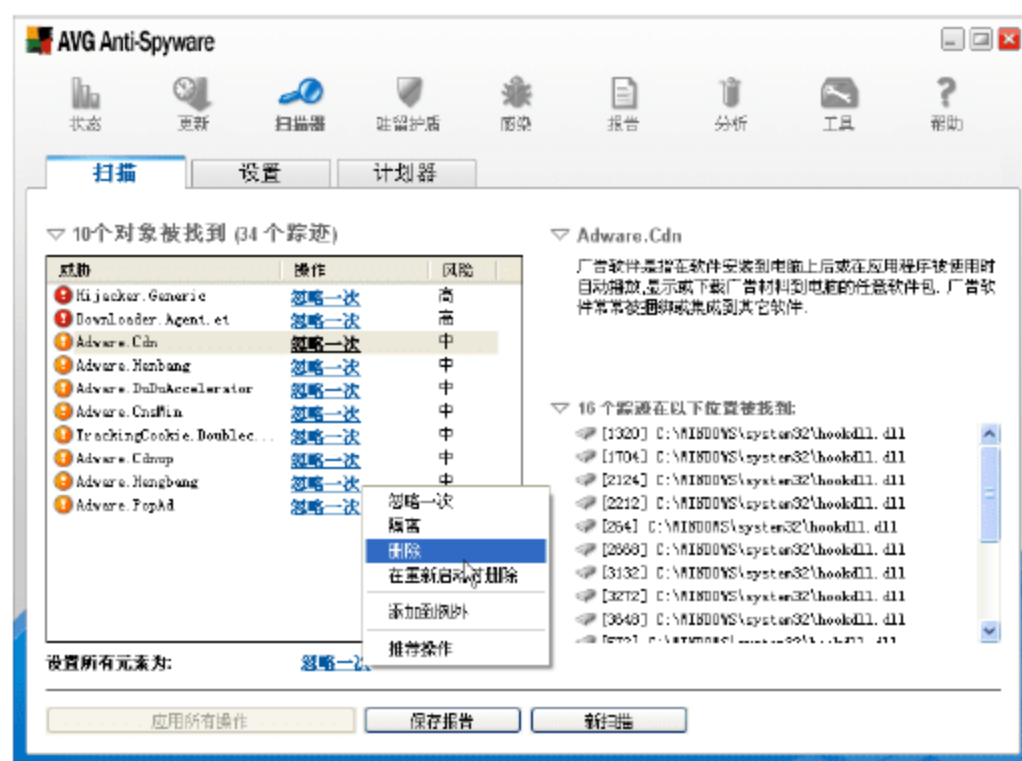 AVG Anti-Spyware
状态 更新 扫描器 驻留护盾 感染 报告 分析 工具 帮助
扫描 设置 计划器
10个对象被找到 (34 个踪迹)
威胁 操作 风险
Hijacker.Generic 忽略一次 高
Downloader.Agent.et 忽略一次 高
Adware.Cdn 忽略一次 中
Adware.Henbang 忽略一次 中
Adware.DuDuAccelerator 忽略一次 中
Adware.CnsMin 忽略一次 中
TrackingCookie.Doublec... 忽略一次 中
Adware.Cdnup 忽略一次 中
Adware.Hengbang 忽略一次 中
Adware.PopAd 忽略一次
忽略一次
隔离
删除
在重新启动时删除
添加到例外
推荐操作
设置所有元素为: 忽略一次
应用所有操作 保存报告 新扫描
Adware.Cdn
广告软件是指在软件安装到电脑上后或在应用程序被使用时
自动播放,显示或下载广告材料到电脑的任意软件包. 广告软
件常常被捆绑或集成到其它软件.
16 个踪迹在以下位置被找到:
[1320] C:\WINDOWS\system32\hookdll.dll
[1704] C:\WINDOWS\system32\hookdll.dll
[2124] C:\WINDOWS\system32\hookdll.dll
[2212] C:\WINDOWS\system32\hookdll.dll
[264] C:\WINDOWS\system32\hookdll.dll
[2668] C:\WINDOWS\system32\hookdll.dll
[3132] C:\WINDOWS\system32\hookdll.dll
[3272] C:\WINDOWS\system32\hookdll.dll
[3648] C:\WINDOWS\system32\hookdll.dll